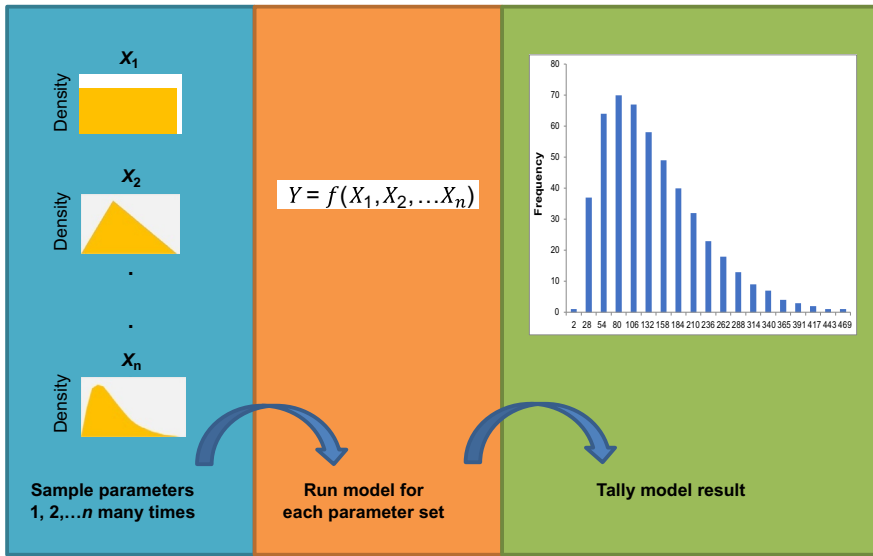 X1
Density
X2
Density
.
.
Xn
Density
Sample parameters
1, 2,...n many times
Y = f(X1, X2, …Xn)
Run model for
each parameter set
80
70
60
50
40
30
20
10
0
Frequency
2 28 54 80 106 132 158 184 210 236 262 288 314 340 365 391 417 443 469
Tally model result